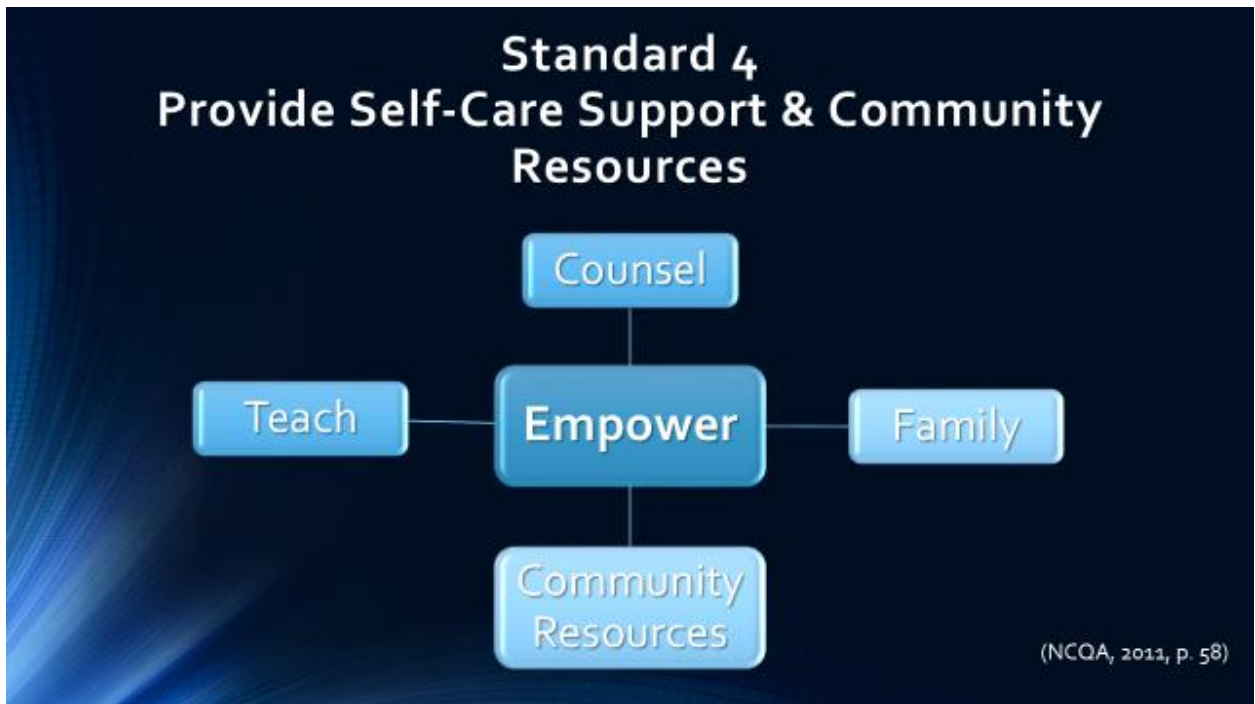 Standard 4
Provide Self-Care Support & Community
Resources
Counsel
Teach
Empower
Family
Community
Resources
(NCQA, 2011, p. 58)